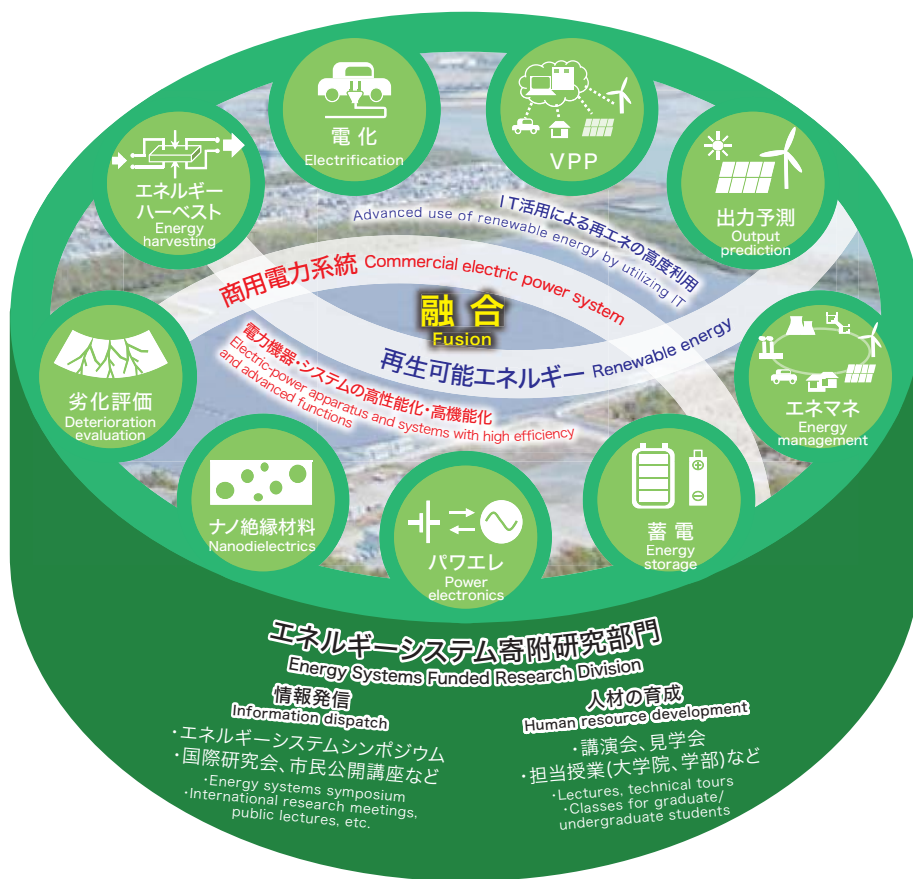 電化
Electrification
VPP
エネルギー
ハーベスト
Energy
harvesting
出力予測
Output
prediction
IT活用による再エネの高度利用
Advanced use of renewable energy by utilizing IT
商用電力系統 Commercial electric power system
融合
Fusion
再生可能エネルギー Renewable energy
電力機器・システムの高性能化・高機能化
Electric-power apparatus and systems with high efficiency
and advanced functions
劣化評価
Deterioration
evaluation
エネマネ
Energy
management
ナノ絶縁材料
Nanodielectrics
パワエレ
Power
electronics
蓄電
Energy
storage
エネルギーシステム寄附研究部門
Energy Systems Funded Research Division
情報発信
Information dispatch
・エネルギーシステムシンポジウム
・国際研究会、市民公開講座など
・Energy systems symposium
・International research meetings,
public lectures, etc.
人材の育成
Human resource development
・講演会、見学会
・担当授業(大学院、学部)など
・Lectures, technical tours
・Classes for graduate/
undergraduate students